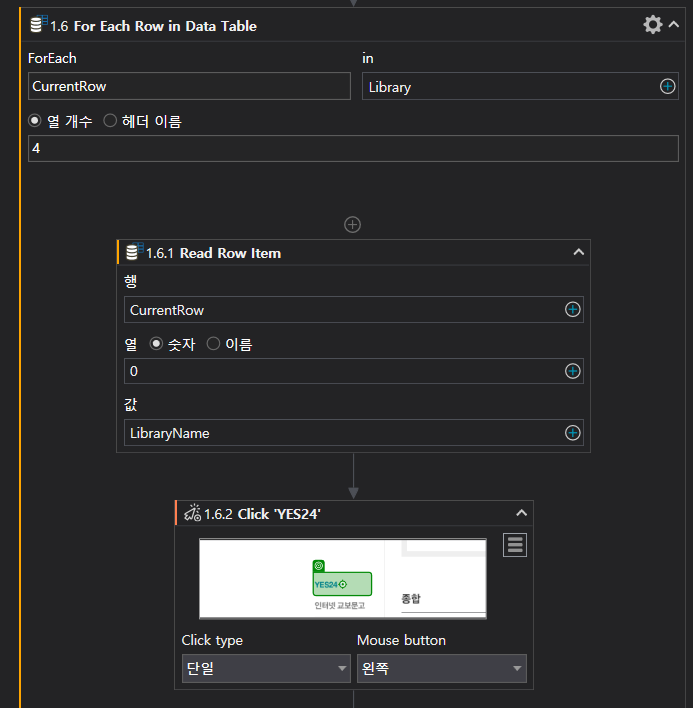 1.6 For Each Row in Data Table
ForEach in
CurrentRow Library
열 개수 헤더 이름
4
1.6.1 Read Row Item
행
CurrentRow
열 숫자 이름
0
값
LibraryName
1.6.2 Click 'YES24'
YES24
인터넷 교보문고
종합
Click type Mouse button
단일 왼쪽